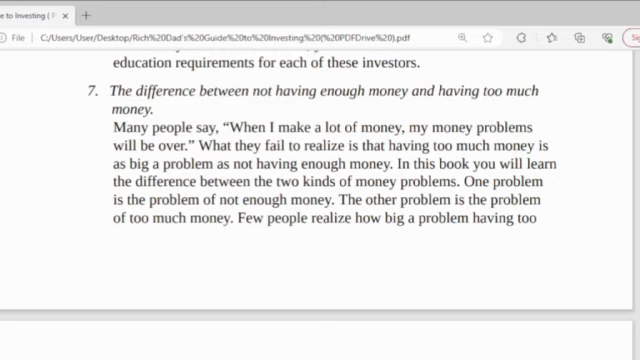 e to Investing ( P
File
C:/Users/User/Desktop/Rich%20Dad's%20Guide%20to%20Investing%20(%20PDFDrive%20).pdf
education requirements for each of these investors.
7. The difference between not having enough money and having too much
money.
Many people say, “When I make a lot of money, my money problems
will be over.” What they fail to realize is that having too much money is
as big a problem as not having enough money. In this book you will learn
the difference between the two kinds of money problems. One problem
is the problem of not enough money. The other problem is the problem
of too much money. Few people realize how big a problem having too